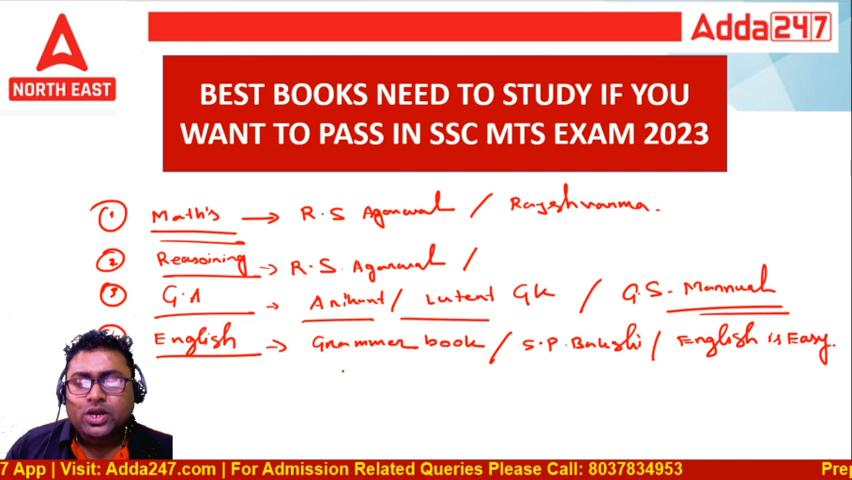 Adda247
NORTH EAST
BEST BOOKS NEED TO STUDY IF YOU
WANT TO PASS IN SSC MTS EXAM 2023
① Math's → R.S Agarwal / Rajeshvarma.
② Reasoining → R.S. Agarwal /
③ G.A → Arihant / Lucent GK / G.S. Mannual
English → Grammer book / S.P. Bakshi / English is Easy.
7 App | Visit: Adda247.com | For Admission Related Queries Please Call: 8037834953 Prep